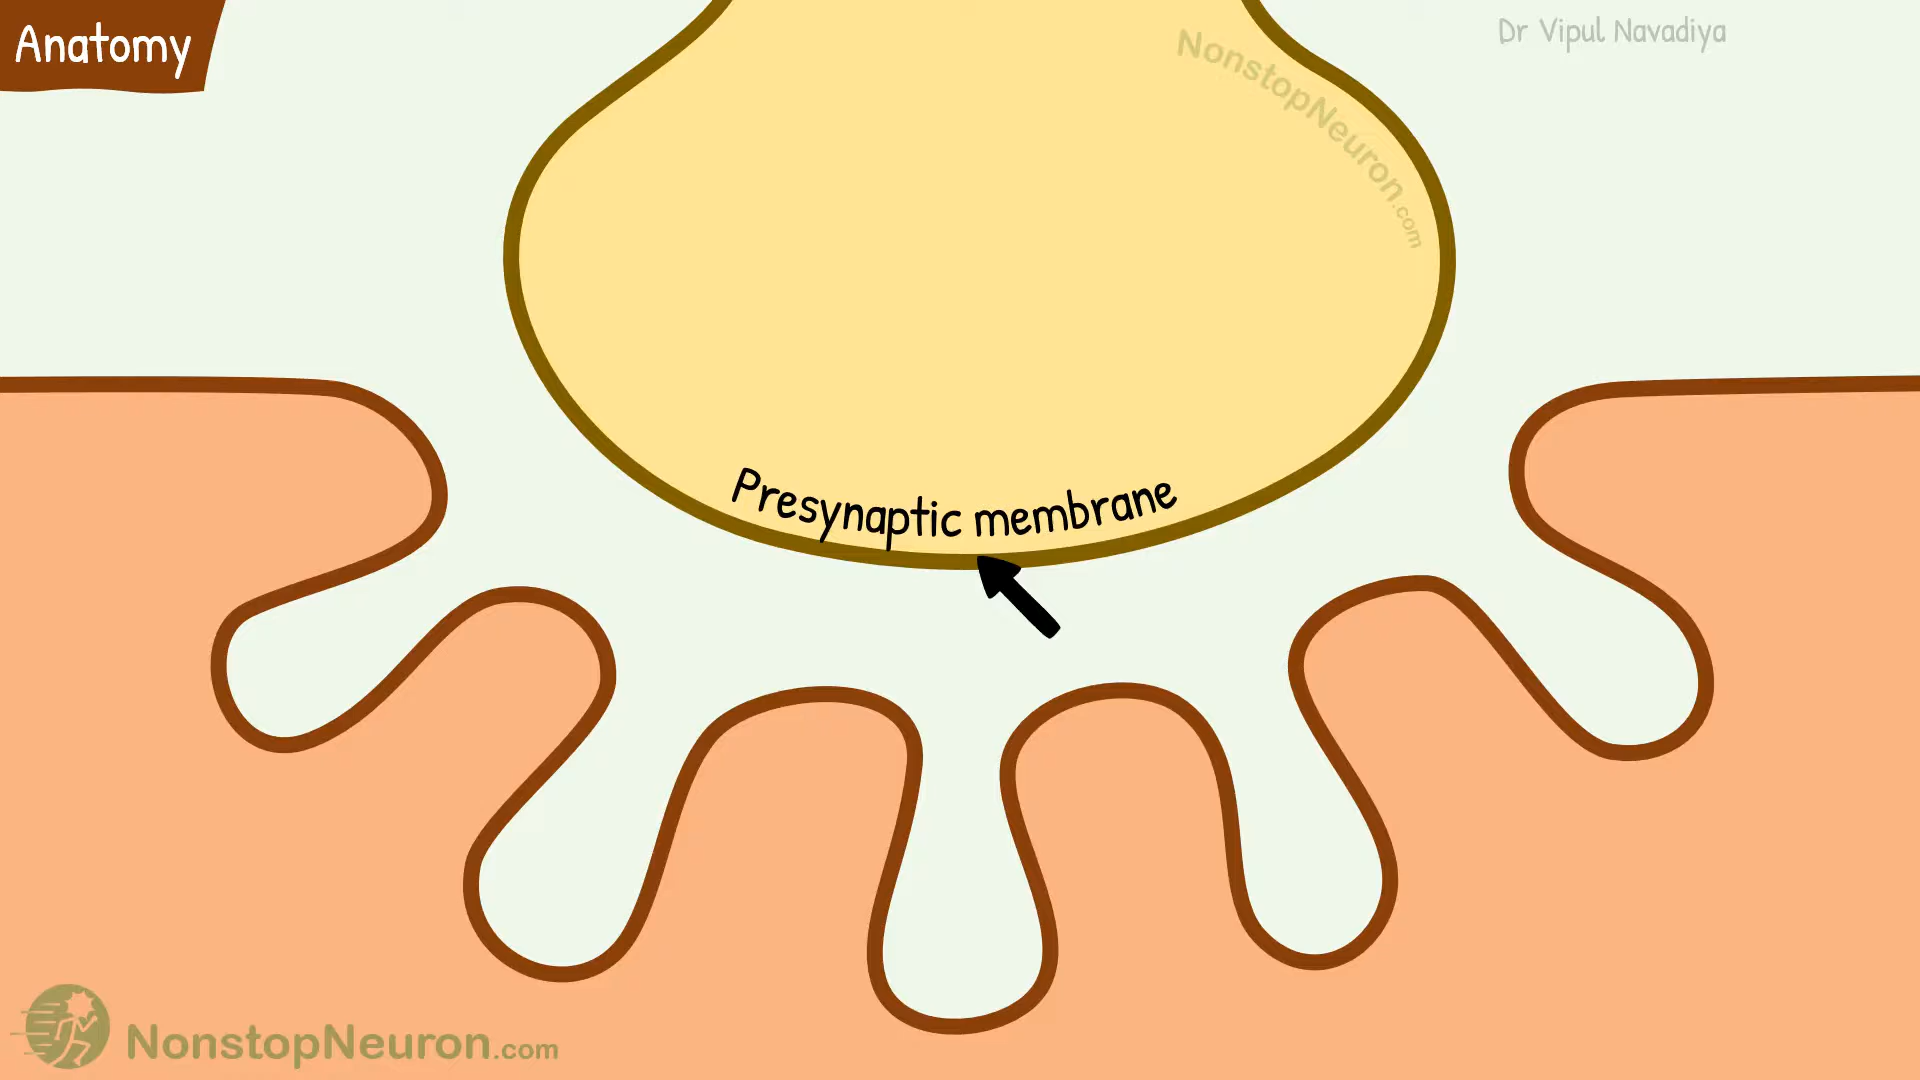 Anatomy
Dr Vipul Navadiya
NonstopNeuron.com
Presynaptic membrane
NonstopNeuron.com